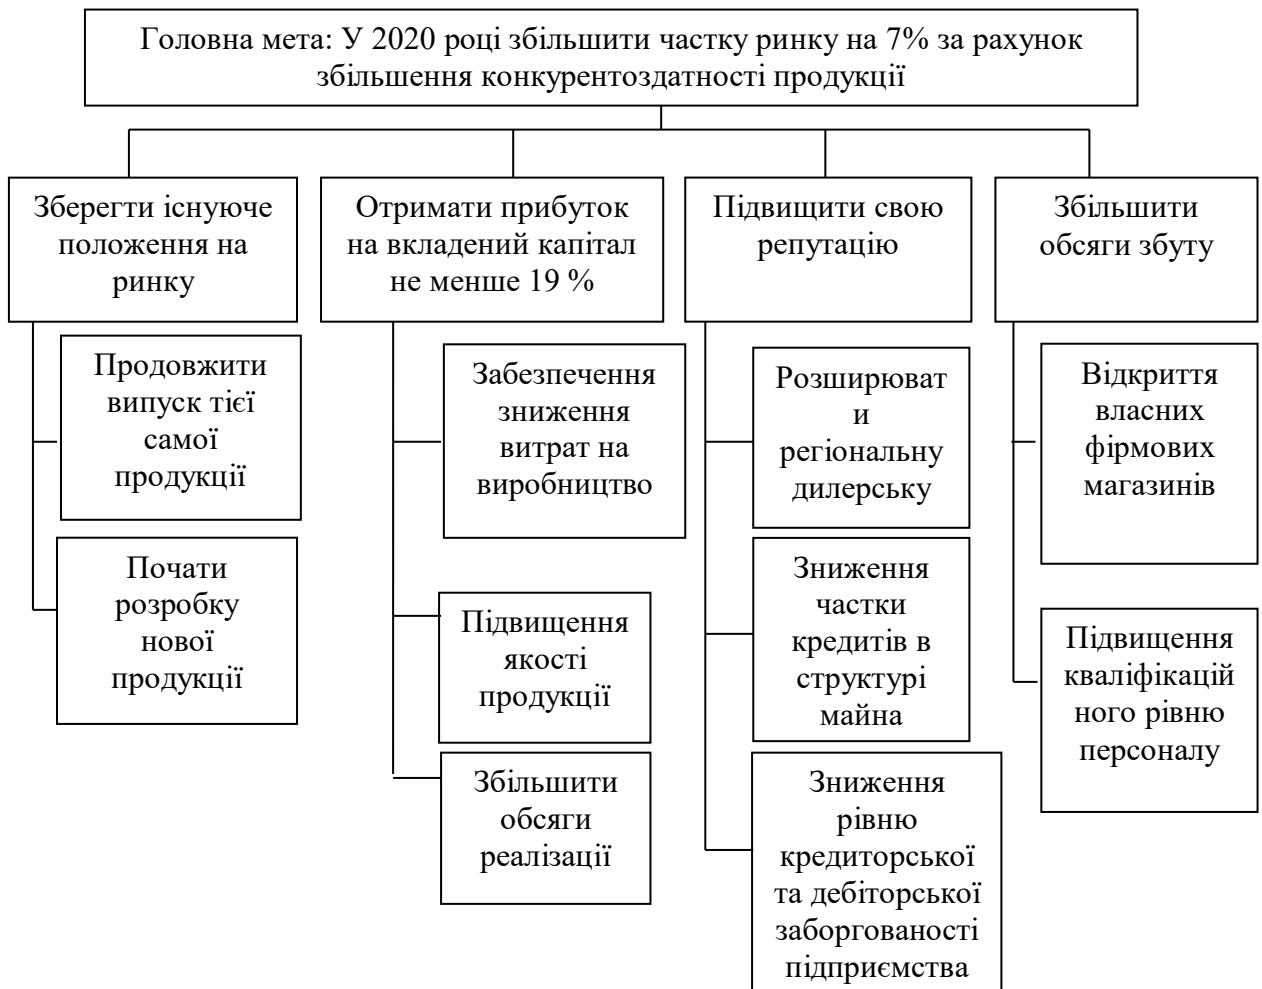 Головна мета: У 2020 році збільшити частку ринку на 7% за рахунок
збільшення конкурентоздатності продукції
Зберегти існуюче
положення на
ринку
Отримати прибуток
на вкладений капітал
не менше 19 %
Підвищити свою
репутацію
Збільшити
обсяги збуту
Продовжити
випуск тієї
самої
продукції
Почати
розробку
нової
продукції
Забезпечення
зниження
витрат на
виробництво
Підвищення
якості
продукції
Збільшити
обсяги
реалізації
Розширюват
и
регіональну
дилерську
Зниження
частки
кредитів в
структурі
майна
Зниження
рівню
кредиторської
та дебіторської
заборгованості
підприємства
Відкриття
власних
фірмових
магазинів
Підвищення
кваліфікацій
ного рівню
персоналу